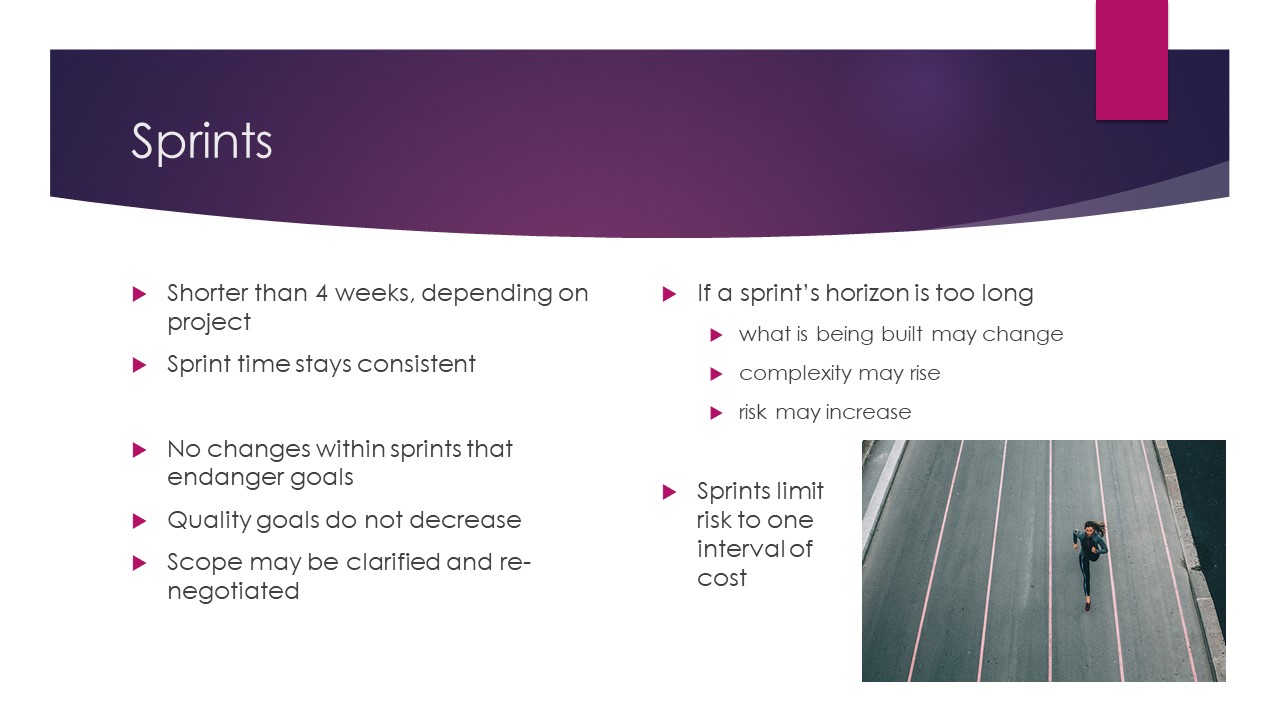 Sprints
Shorter than 4 weeks, depending on
project
Sprint time stays consistent
No changes within sprints that
endanger goals
Quality goals do not decrease
Scope may be clarified and re-
negotiated
If a sprint’s horizon is too long
what is being built may change
complexity may rise
risk may increase
Sprints limit
risk to one
interval of
cost